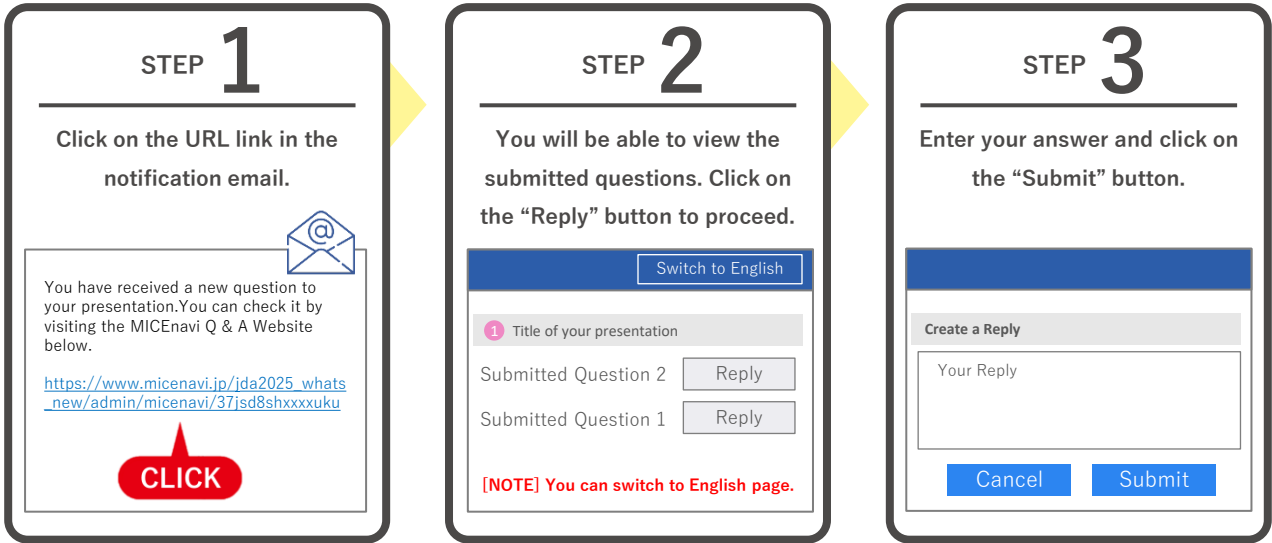 STEP 1
Click on the URL link in the
notification email.
@
You have received a new question to
your presentation.You can check it by
visiting the MICEnavi Q & A Website
below.
https://www.micenavi.jp/jda2025_whats
_new/admin/micenavi/37jsd8shxxxxuku
CLICK
STEP 2
You will be able to view the
submitted questions. Click on
the “Reply” button to proceed.
Switch to English
1 Title of your presentation
Submitted Question 2 Reply
Submitted Question 1 Reply
[NOTE] You can switch to English page.
STEP 3
Enter your answer and click on
the “Submit” button.
Create a Reply
Your Reply
Cancel Submit